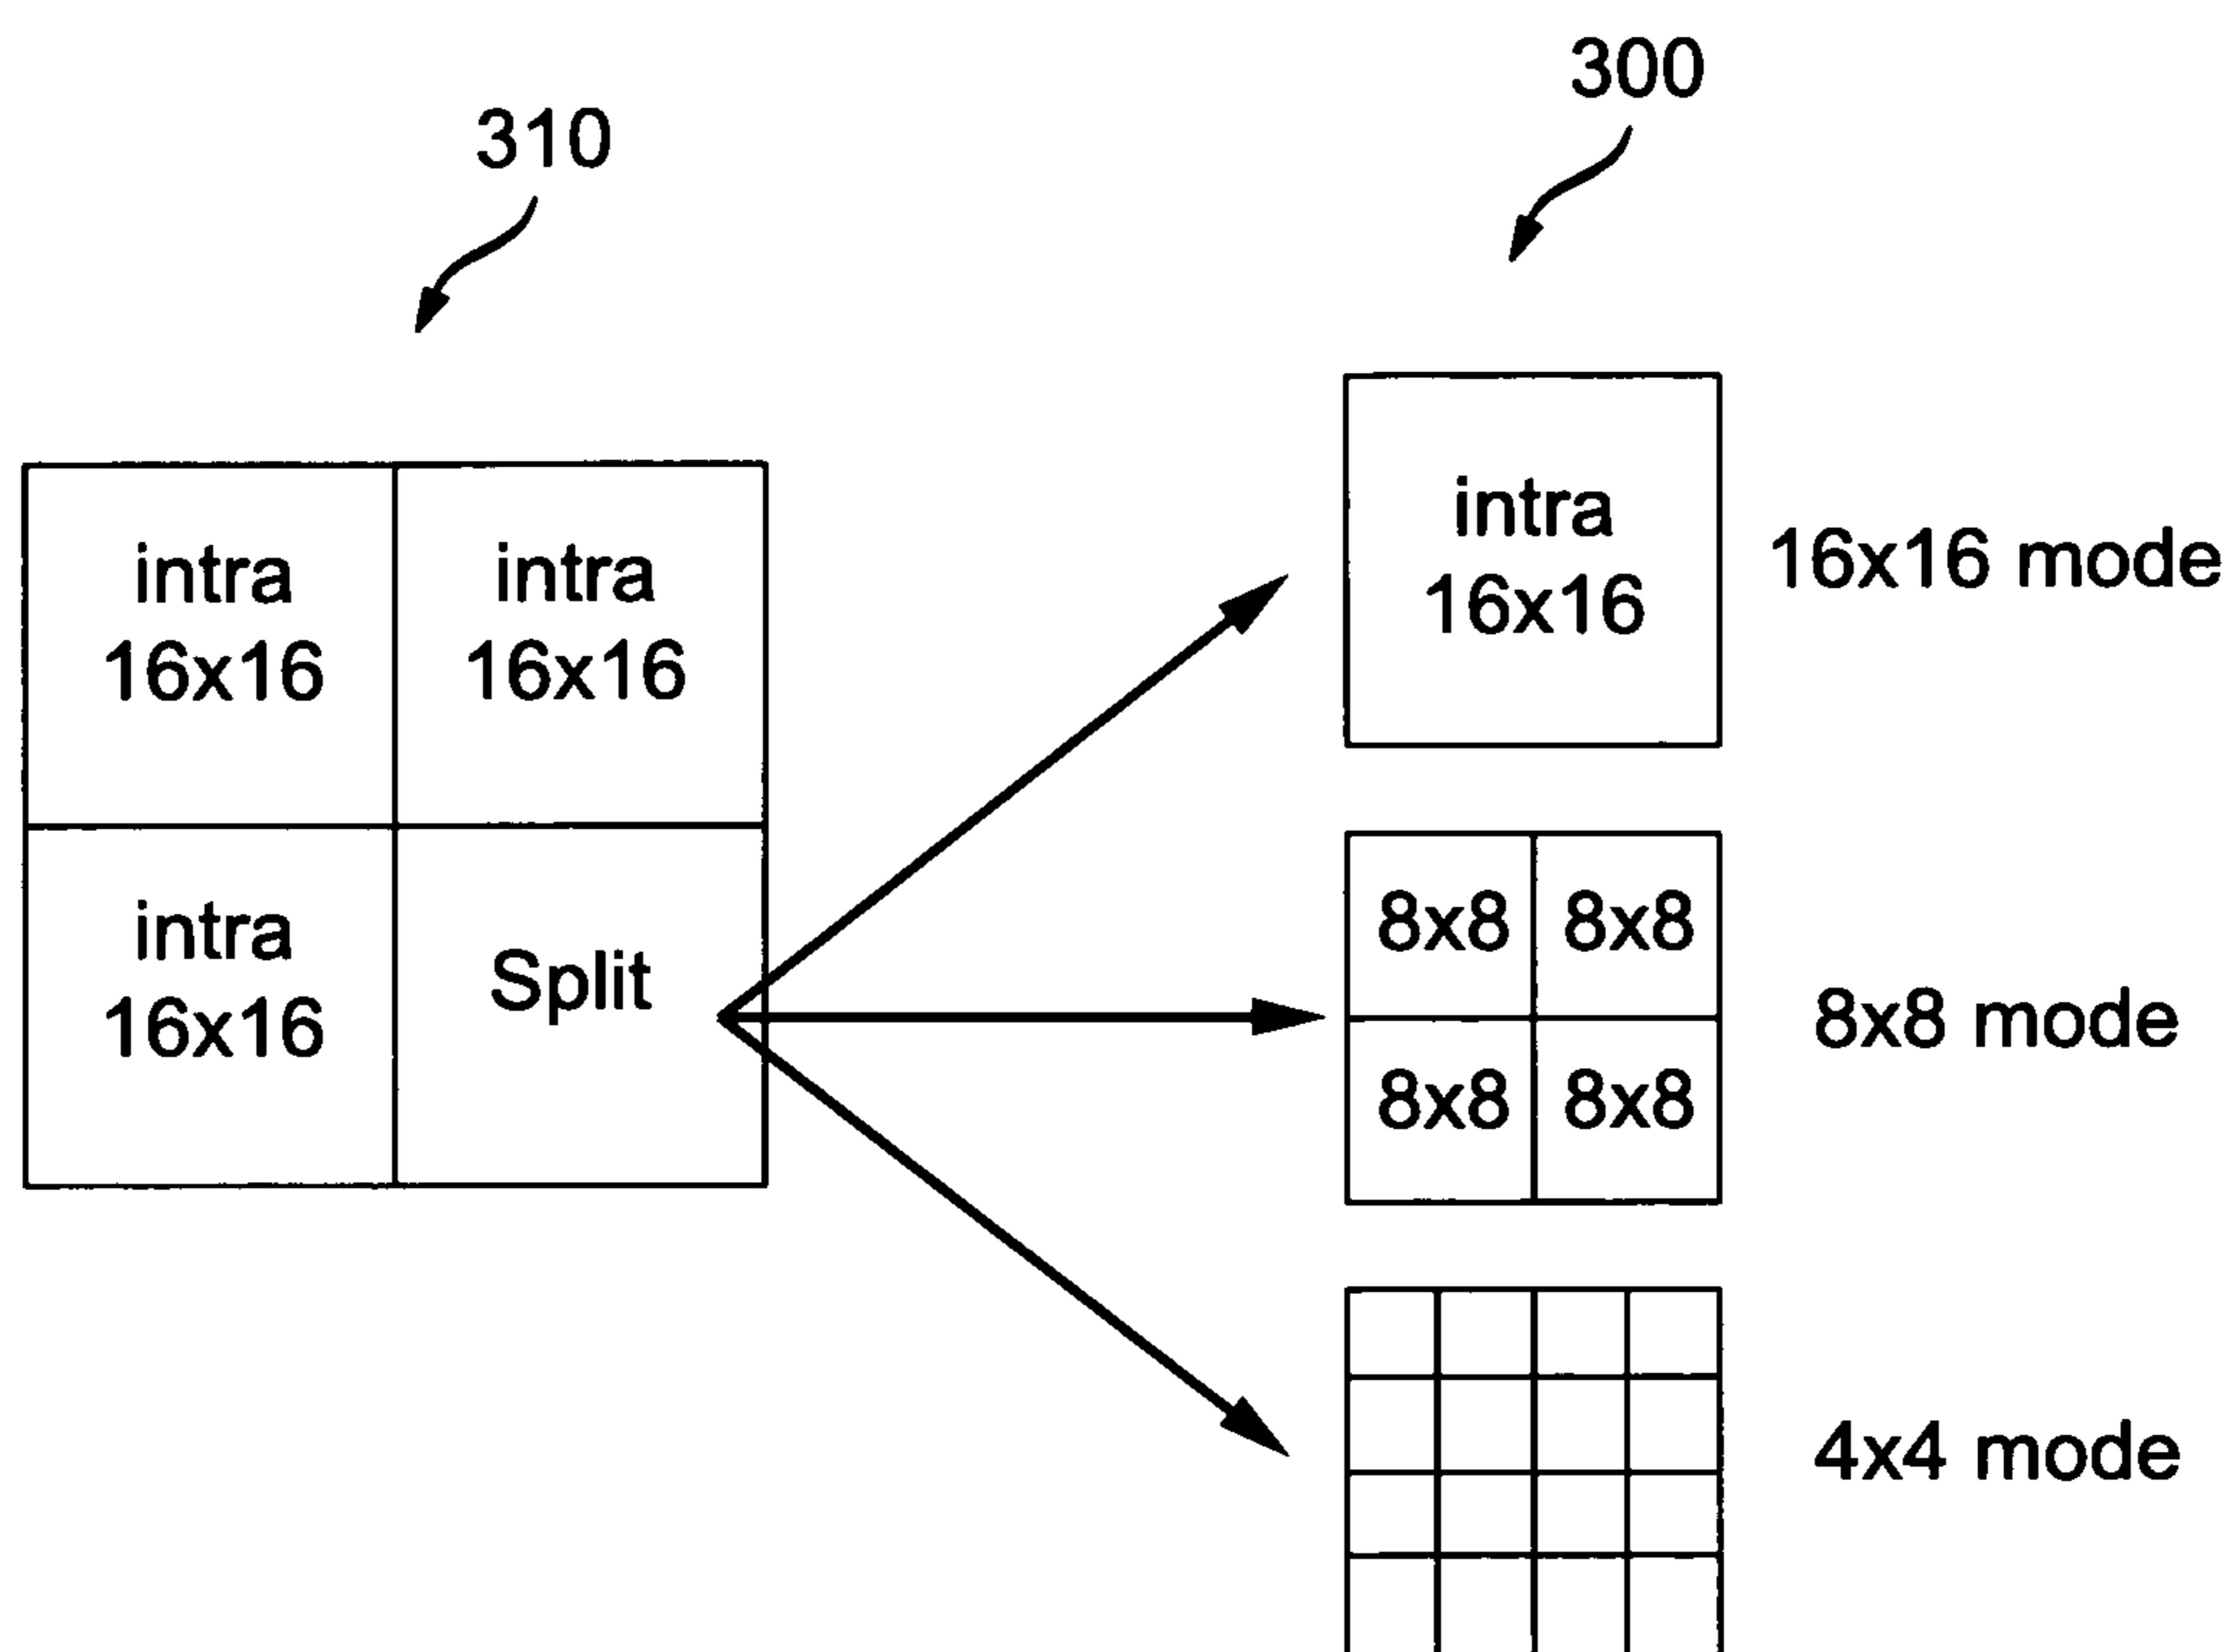 300
310
intra
16x16
intra
16x16
intra
16x16
Split
intra
16x16
16x16 mode
8x8 8x8
8x8 8x8
8x8 mode
4x4 mode